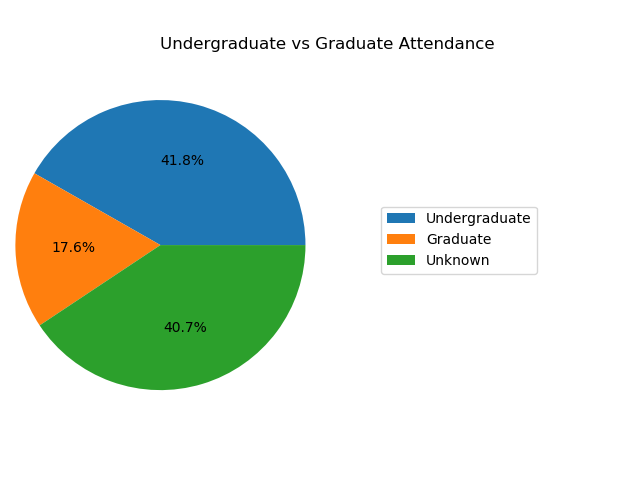 Undergraduate vs Graduate Attendance
41.8%
17.6%
40.7%
Undergraduate
Graduate
Unknown